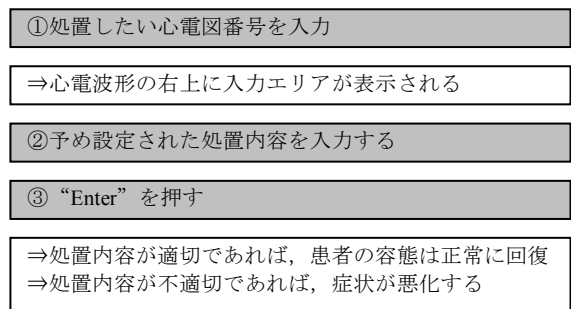 ①処置したい心電図番号を入力
⇒心電波形の右上に入力エリアが表示される
②予め設定された処置内容を入力する
③“Enter”を押す
⇒処置内容が適切であれば，患者の容態は正常に回復
⇒処置内容が不適切であれば，症状が悪化する